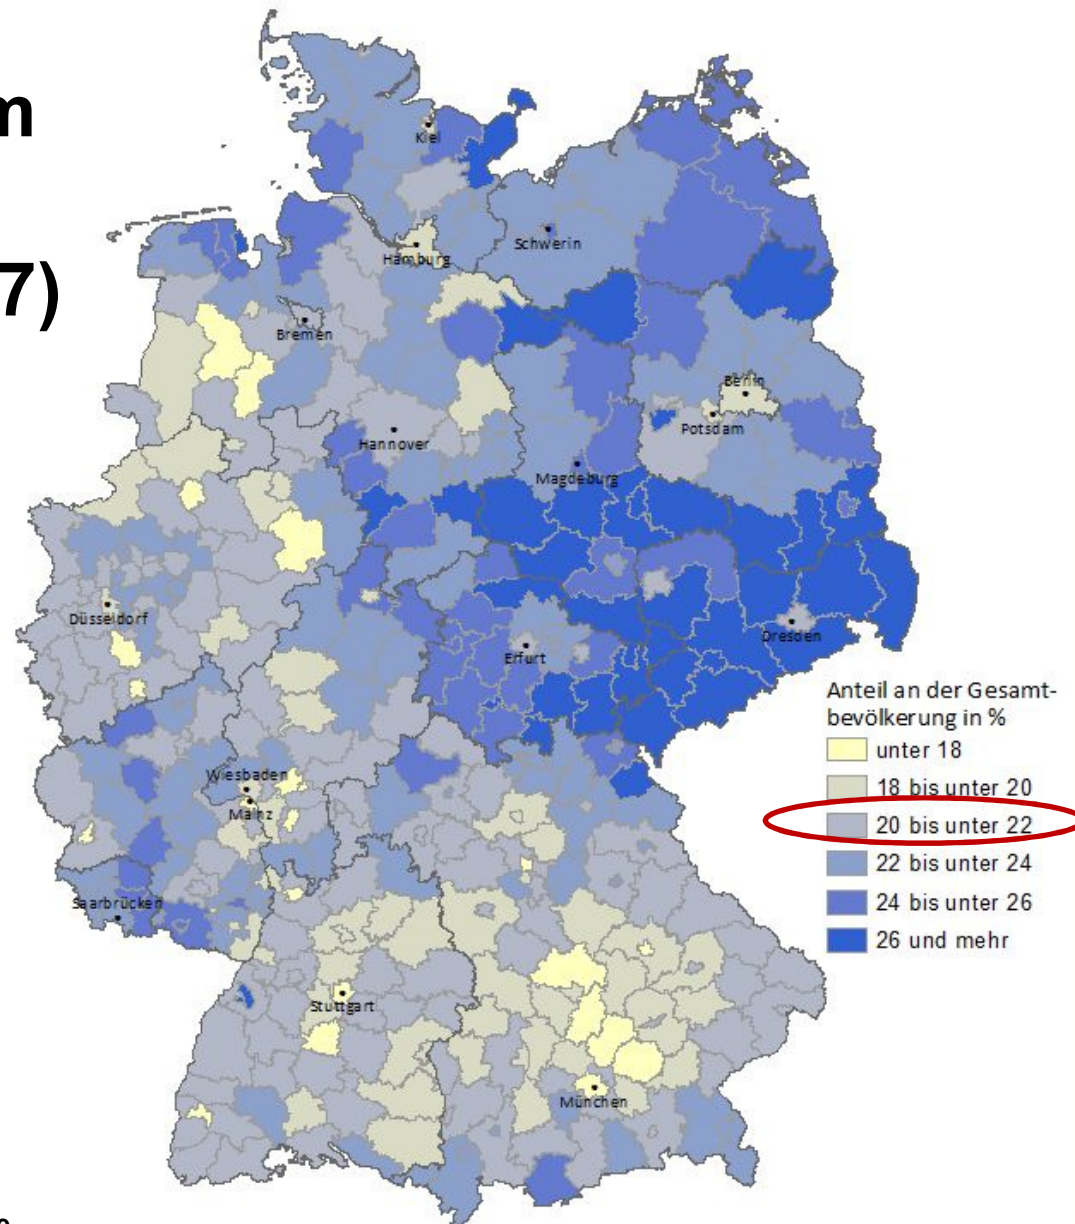 m
7)
Kiel
Schwerin
Hamburg
Bremen
Berlin
Hannover
Potsdam
Magdeburg
Düsseldorf
Dresden
Erfurt
Wiesbaden
Mainz
Saarbrücken
Stuttgart
München
Anteil an der Gesamt-
bevölkerung in %
unter 18
18 bis unter 20
20 bis unter 22
22 bis unter 24
24 bis unter 26
26 und mehr